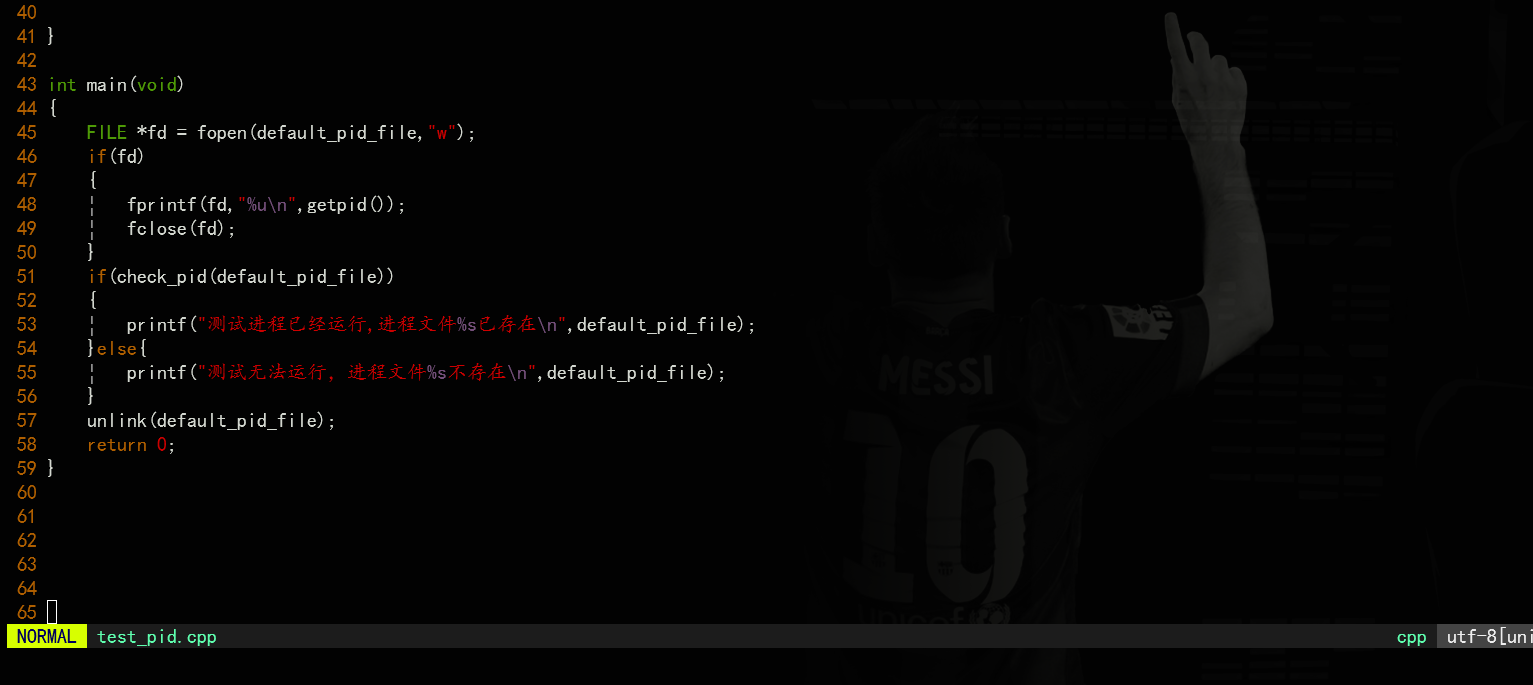 40
41 }
42
43 int main(void)
44 {
45     FILE *fd = fopen(default_pid_file,"w");
46     if(fd)
47     {
48     ¦   fprintf(fd,"%u\n",getpid());
49     ¦   fclose(fd);
50     }
51     if(check_pid(default_pid_file))
52     {
53     ¦   printf("测试进程已经运行,进程文件%s已存在\n",default_pid_file);
54     }else{
55     ¦   printf("测试无法运行, 进程文件%s不存在\n",default_pid_file);
56     }
57     unlink(default_pid_file);
58     return 0;
59 }
60
61
62
63
64
65
NORMAL test_pid.cpp cpp utf-8[uni
MESSI
10
unicef